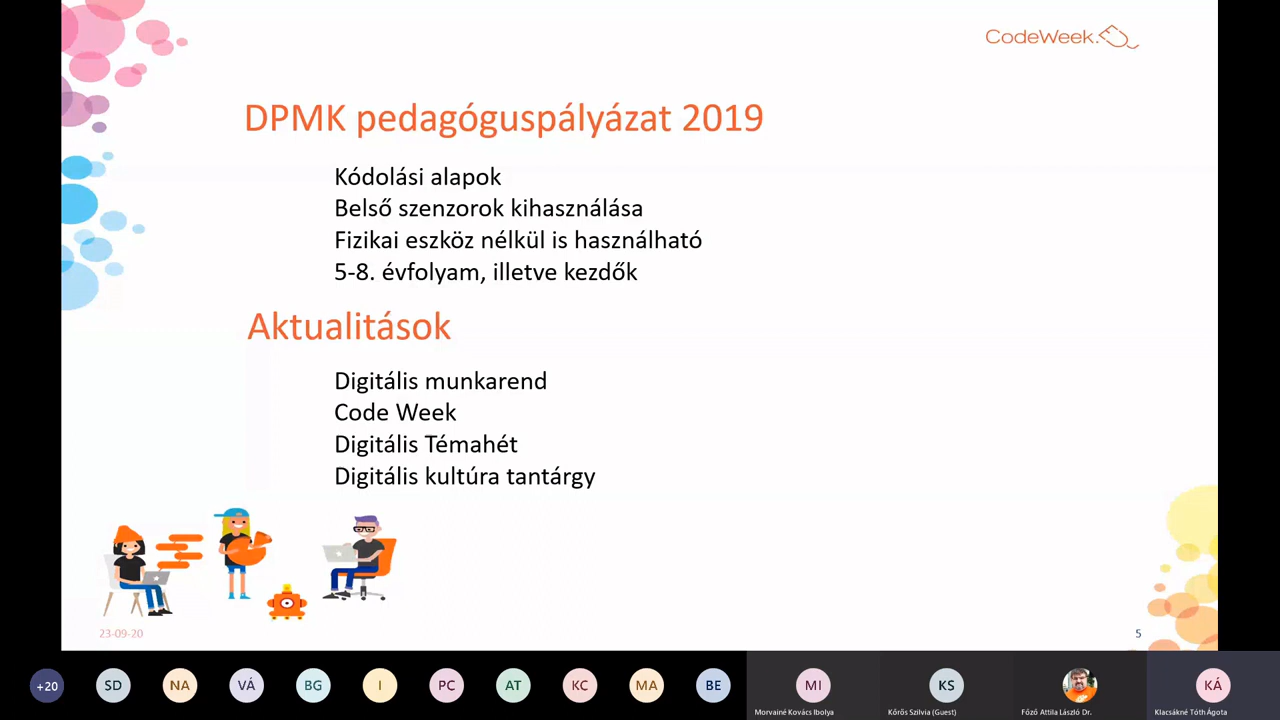 CodeWeek.
DPMK pedagóguspályázat 2019
Kódolási alapok
Belső szenzorok kihasználása
Fizikai eszköz nélkül is használható
5-8. évfolyam, illetve kezdők
Aktualitások
Digitális munkarend
Code Week
Digitális Témahét
Digitális kultúra tantárgy
23-09-20
5
+20
SD
NA
VÁ
BG
I
PC
AT
KC
MA
BE
MI
KS
KÁ
Morvainé Kovács Ibolya
Kőrös Szilvia (Guest)
Főző Attila László Dr.
Klacsákné Tóth Ágota